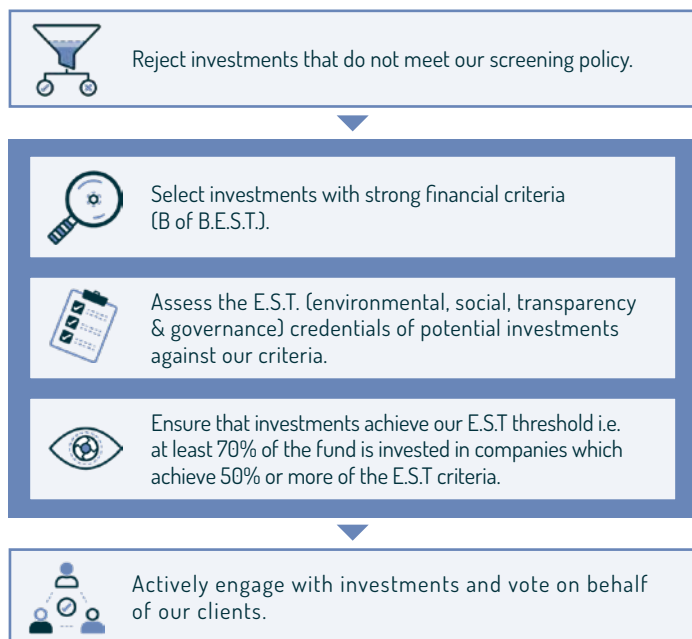 Reject investments that do not meet our screening policy.
Select investments with strong financial criteria
(B of B.E.S.T.).
Assess the E.S.T. (environmental, social, transparency
& governance) credentials of potential investments
against our criteria.
Ensure that investments achieve our E.S.T threshold i.e.
at least 70% of the fund is invested in companies which
achieve 50% or more of the E.S.T criteria.
Actively engage with investments and vote on behalf
of our clients.